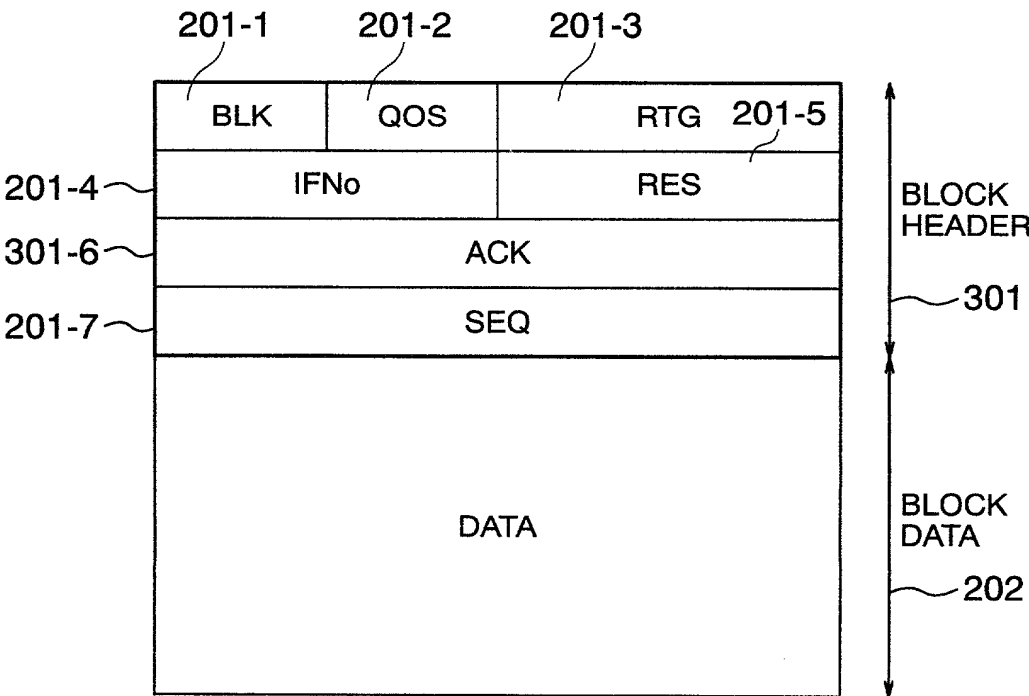 201-1 201-2 201-3
BLK QOS RTG 201-5
201-4 IFNo RES
301-6 ACK
201-7 SEQ
BLOCK
HEADER
301
DATA
BLOCK
DATA
202